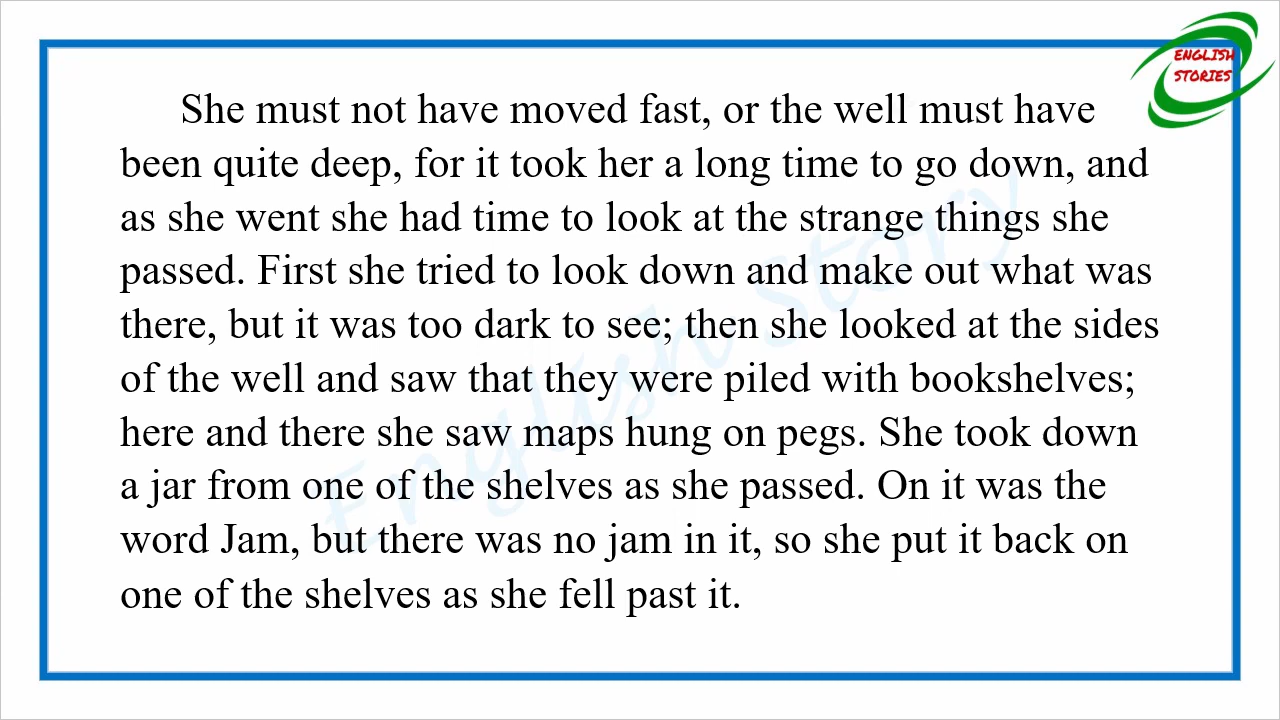 ENGLISH
STORIES
She must not have moved fast, or the well must have
been quite deep, for it took her a long time to go down, and
as she went she had time to look at the strange things she
passed. First she tried to look down and make out what was
there, but it was too dark to see; then she looked at the sides
of the well and saw that they were piled with bookshelves;
here and there she saw maps hung on pegs. She took down
a jar from one of the shelves as she passed. On it was the
word Jam, but there was no jam in it, so she put it back on
one of the shelves as she fell past it.
English Story